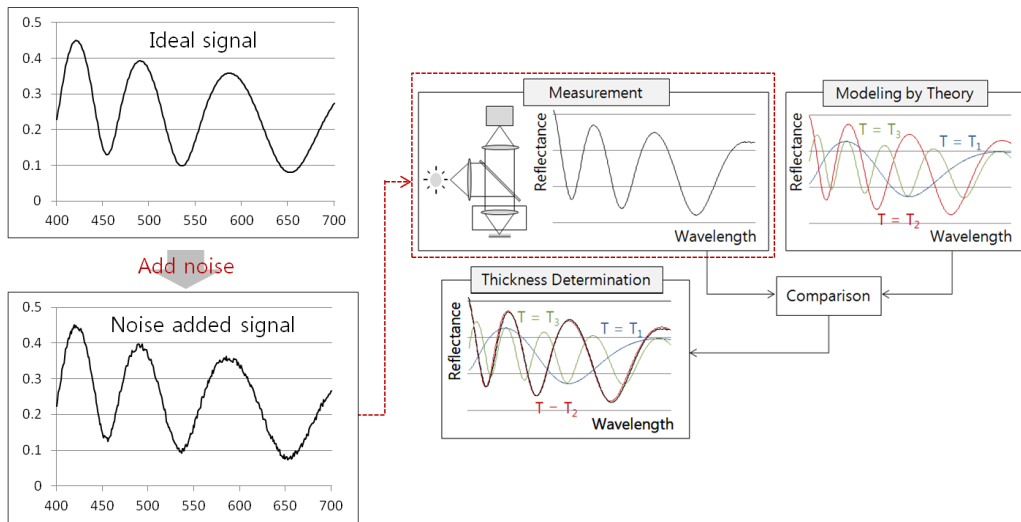 Ideal signal
0.5
0.4
0.3
0.2
0.1
0
400 450 500 550 600 650 700
Add noise
Noise added signal
0.5
0.4
0.3
0.2
0.1
0
400 450 500 550 600 650 700
Measurement
Reflectance
Wavelength
Modeling by Theory
Reflectance
T = T3
T = T1
T = T2
Wavelength
Comparison
Thickness Determination
Reflectance
T = T3
T = T1
T − T2
Wavelength